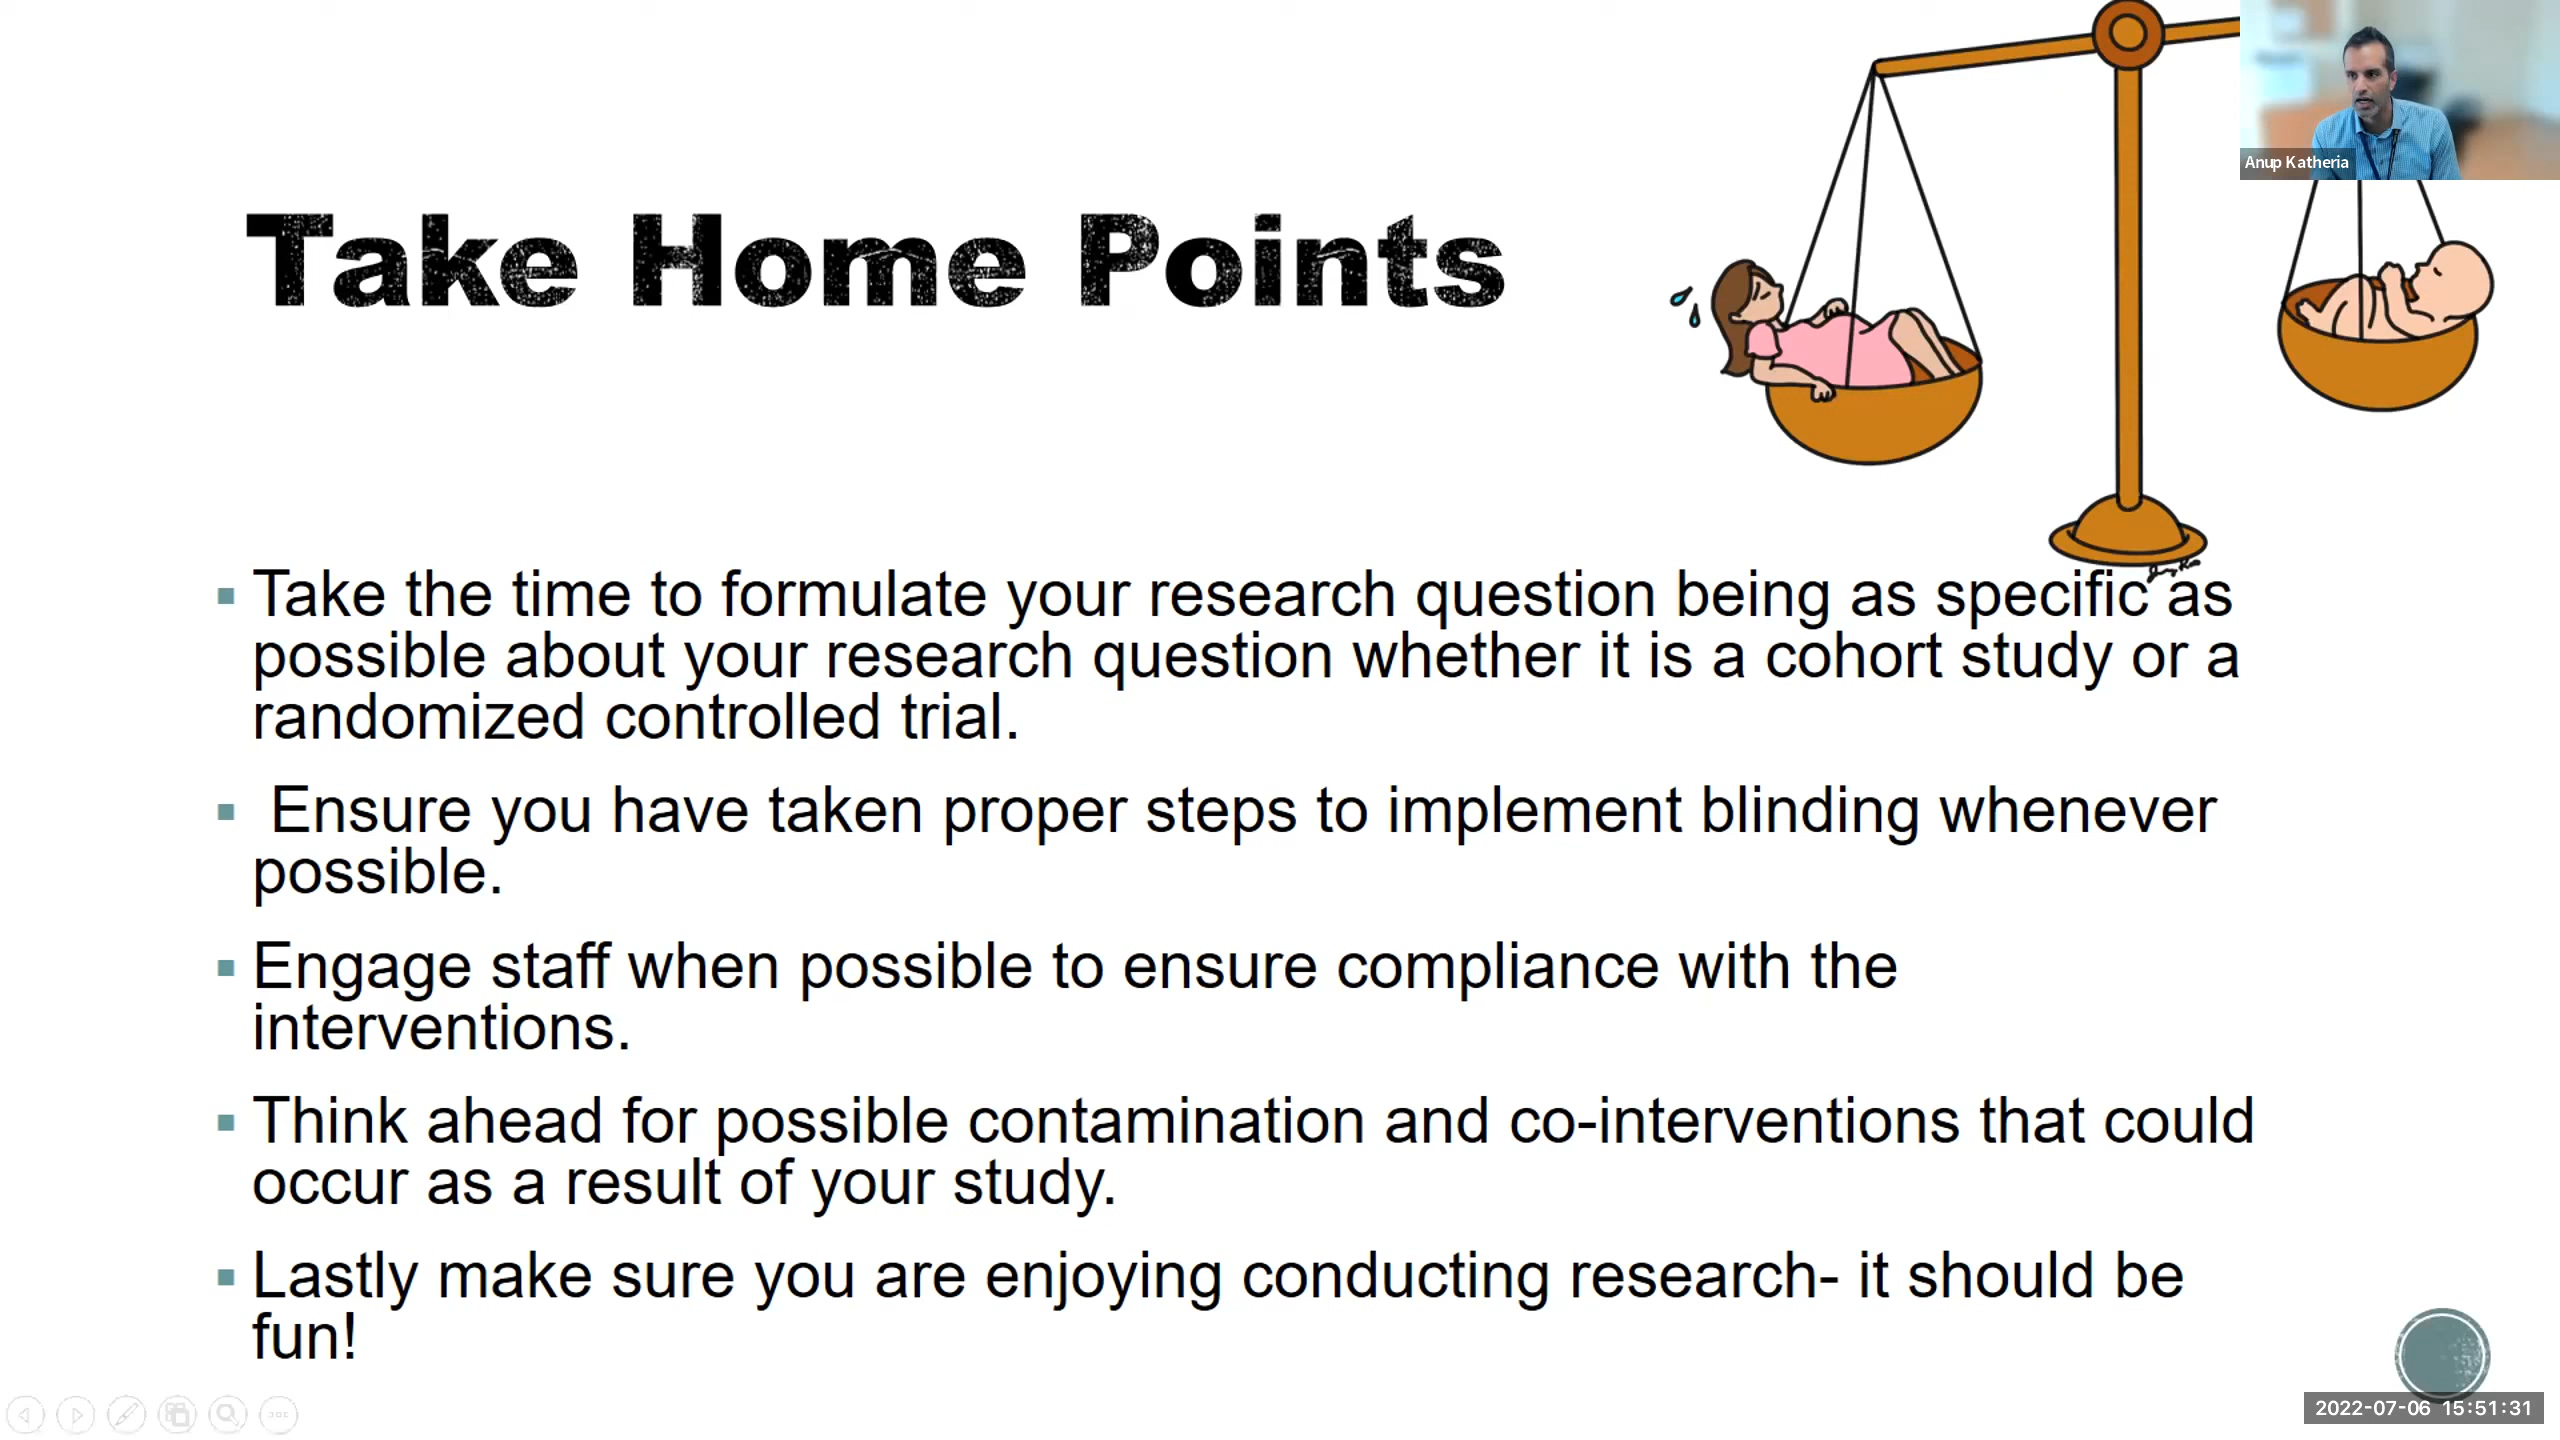 Anup Katheria
Take Home Points
Take the time to formulate your research question being as specific as
possible about your research question whether it is a cohort study or a
randomized controlled trial.
Ensure you have taken proper steps to implement blinding whenever
possible.
Engage staff when possible to ensure compliance with the
interventions.
Think ahead for possible contamination and co-interventions that could
occur as a result of your study.
Lastly make sure you are enjoying conducting research- it should be
fun!
2022-07-06 15:51:31